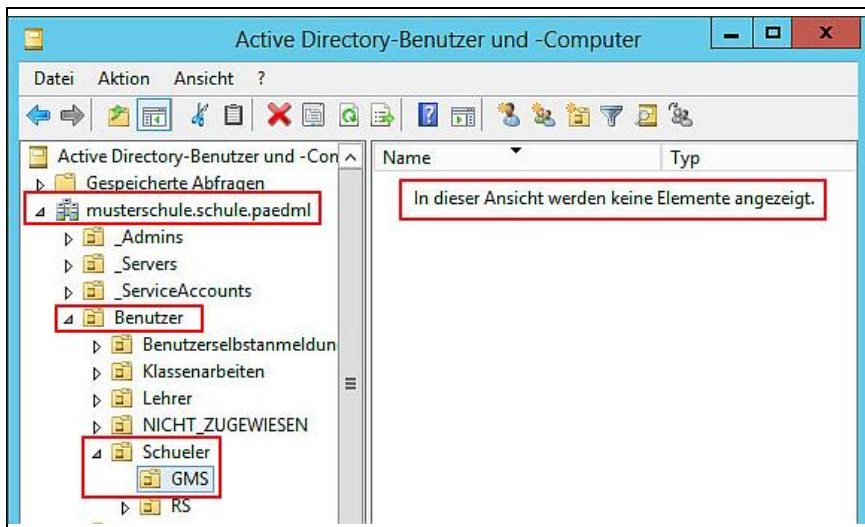 Active Directory-Benutzer und -Computer
Datei Aktion Ansicht ?
Active Directory-Benutzer und -Con
Gespeicherte Abfragen
musterschule.schule.paedml
_Admins
_Servers
_ServiceAccounts
Benutzer
Benutzerselbstanmeldun
Klassenarbeiten
Lehrer
NICHT_ZUGEWIESEN
Schueler
GMS
RS
Name Typ
In dieser Ansicht werden keine Elemente angezeigt.